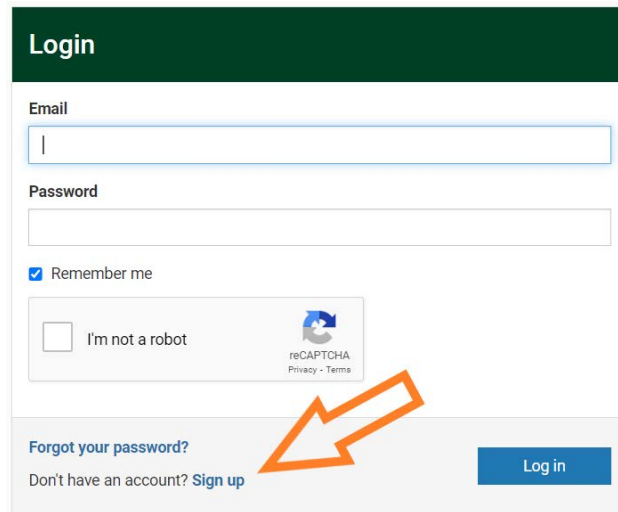 Login
Email
Password
Remember me
I'm not a robot
reCAPTCHA
Privacy - Terms
Forgot your password?
Don't have an account? Sign up
Log in